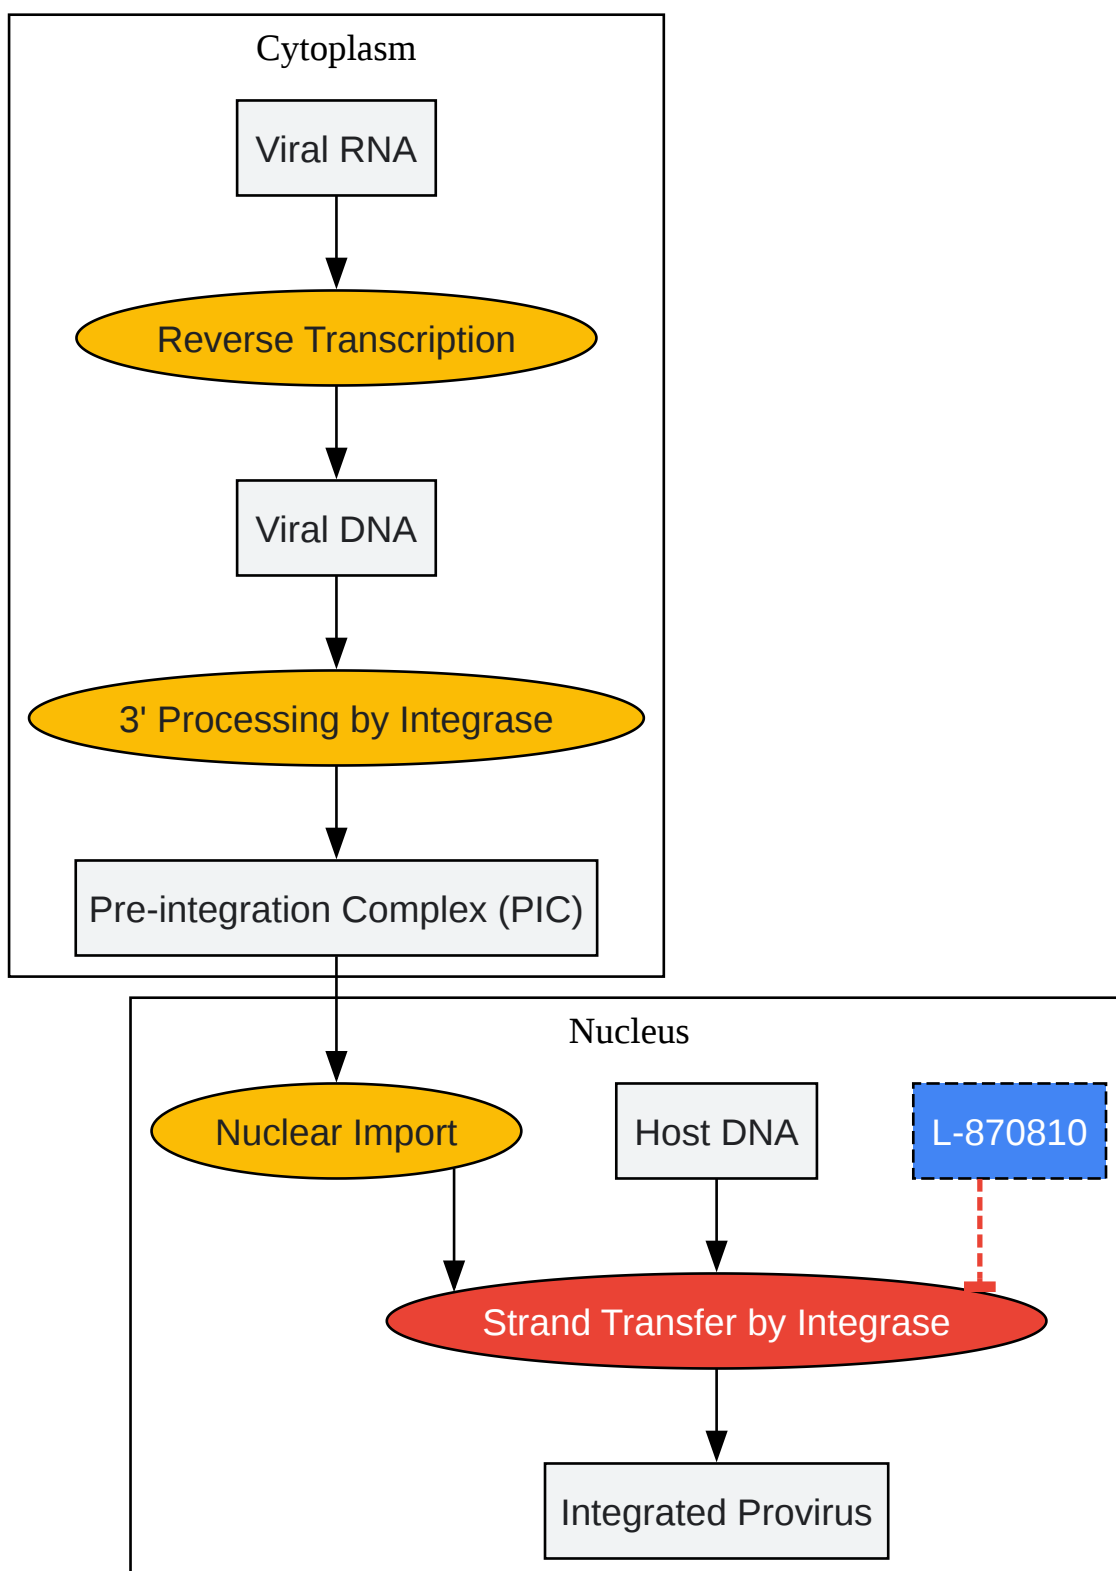 Cytoplasm
Viral RNA
Reverse Transcription
Viral DNA
3' Processing by Integrase
Pre-integration Complex (PIC)
Nucleus
Nuclear Import
Host DNA
L-870810
Strand Transfer by Integrase
Integrated Provirus